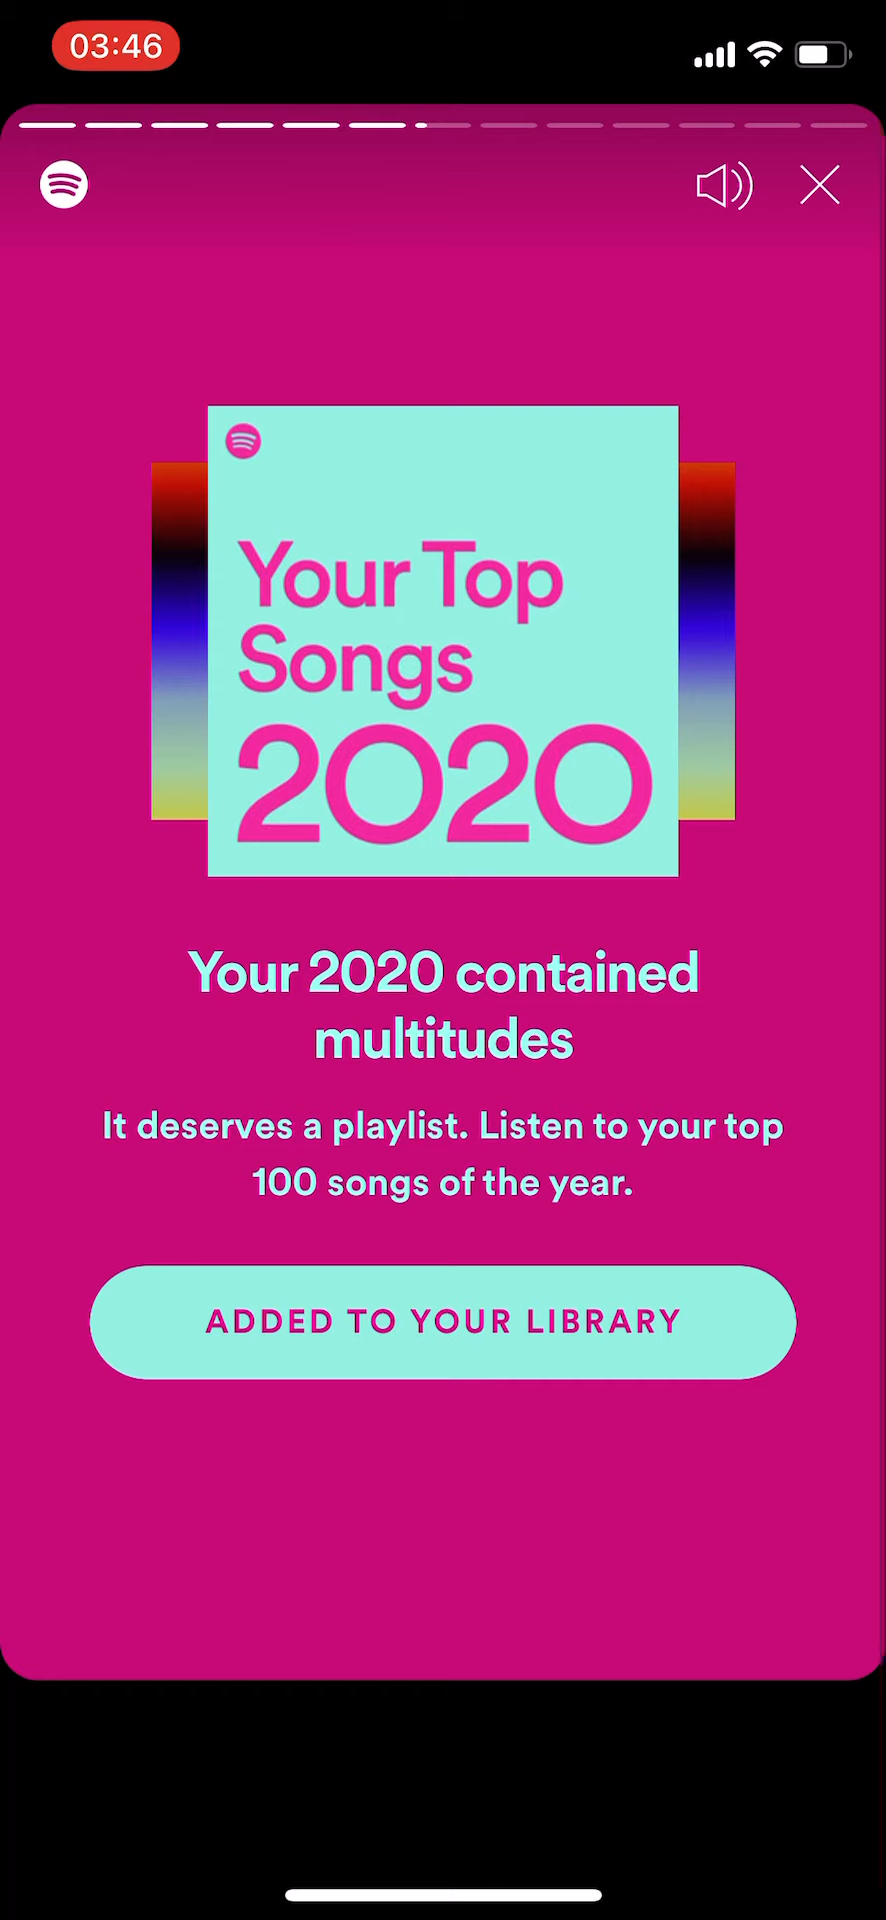 03:46
Your Top
Songs
2020
Your 2020 contained
multitudes
It deserves a playlist. Listen to your top
100 songs of the year.
ADDED TO YOUR LIBRARY